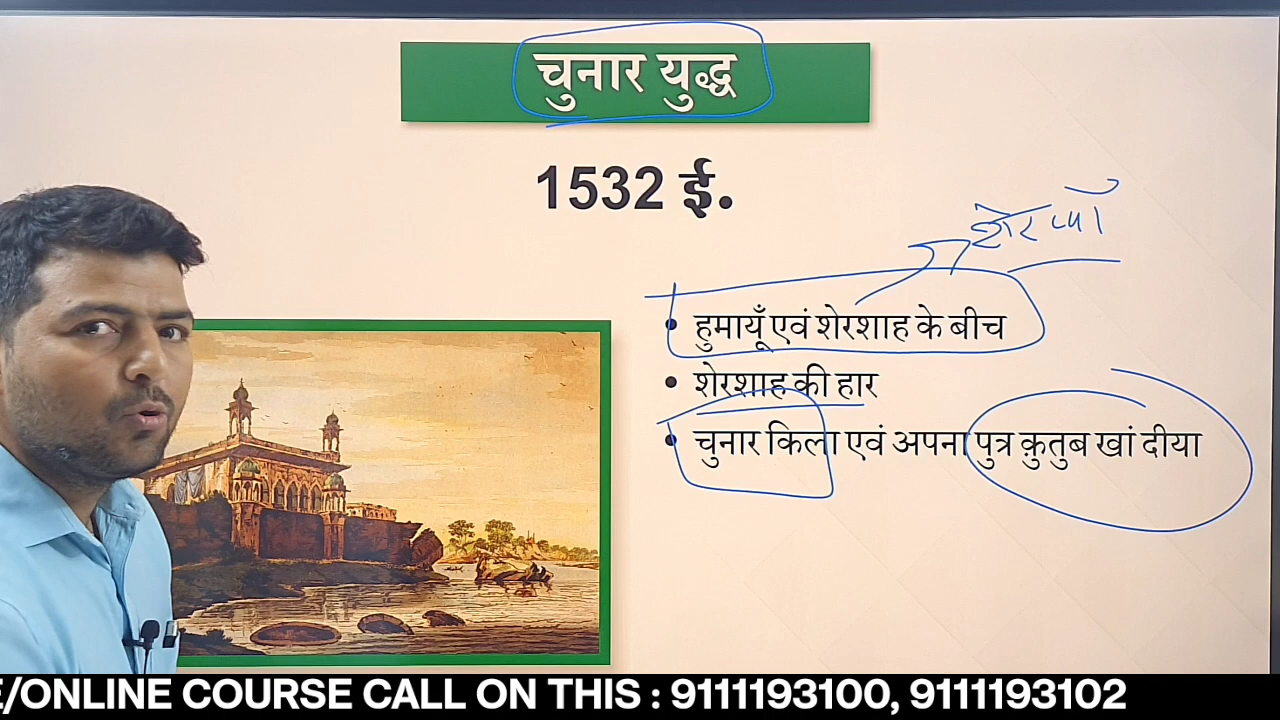 चुनार युद्ध
1532 ई.
शेर खाँ
• हुमायूँ एवं शेरशाह के बीच
• शेरशाह की हार
• चुनार किला एवं अपना पुत्र क़ुतुब खां दीया
E/ONLINE COURSE CALL ON THIS : 9111193100, 9111193102